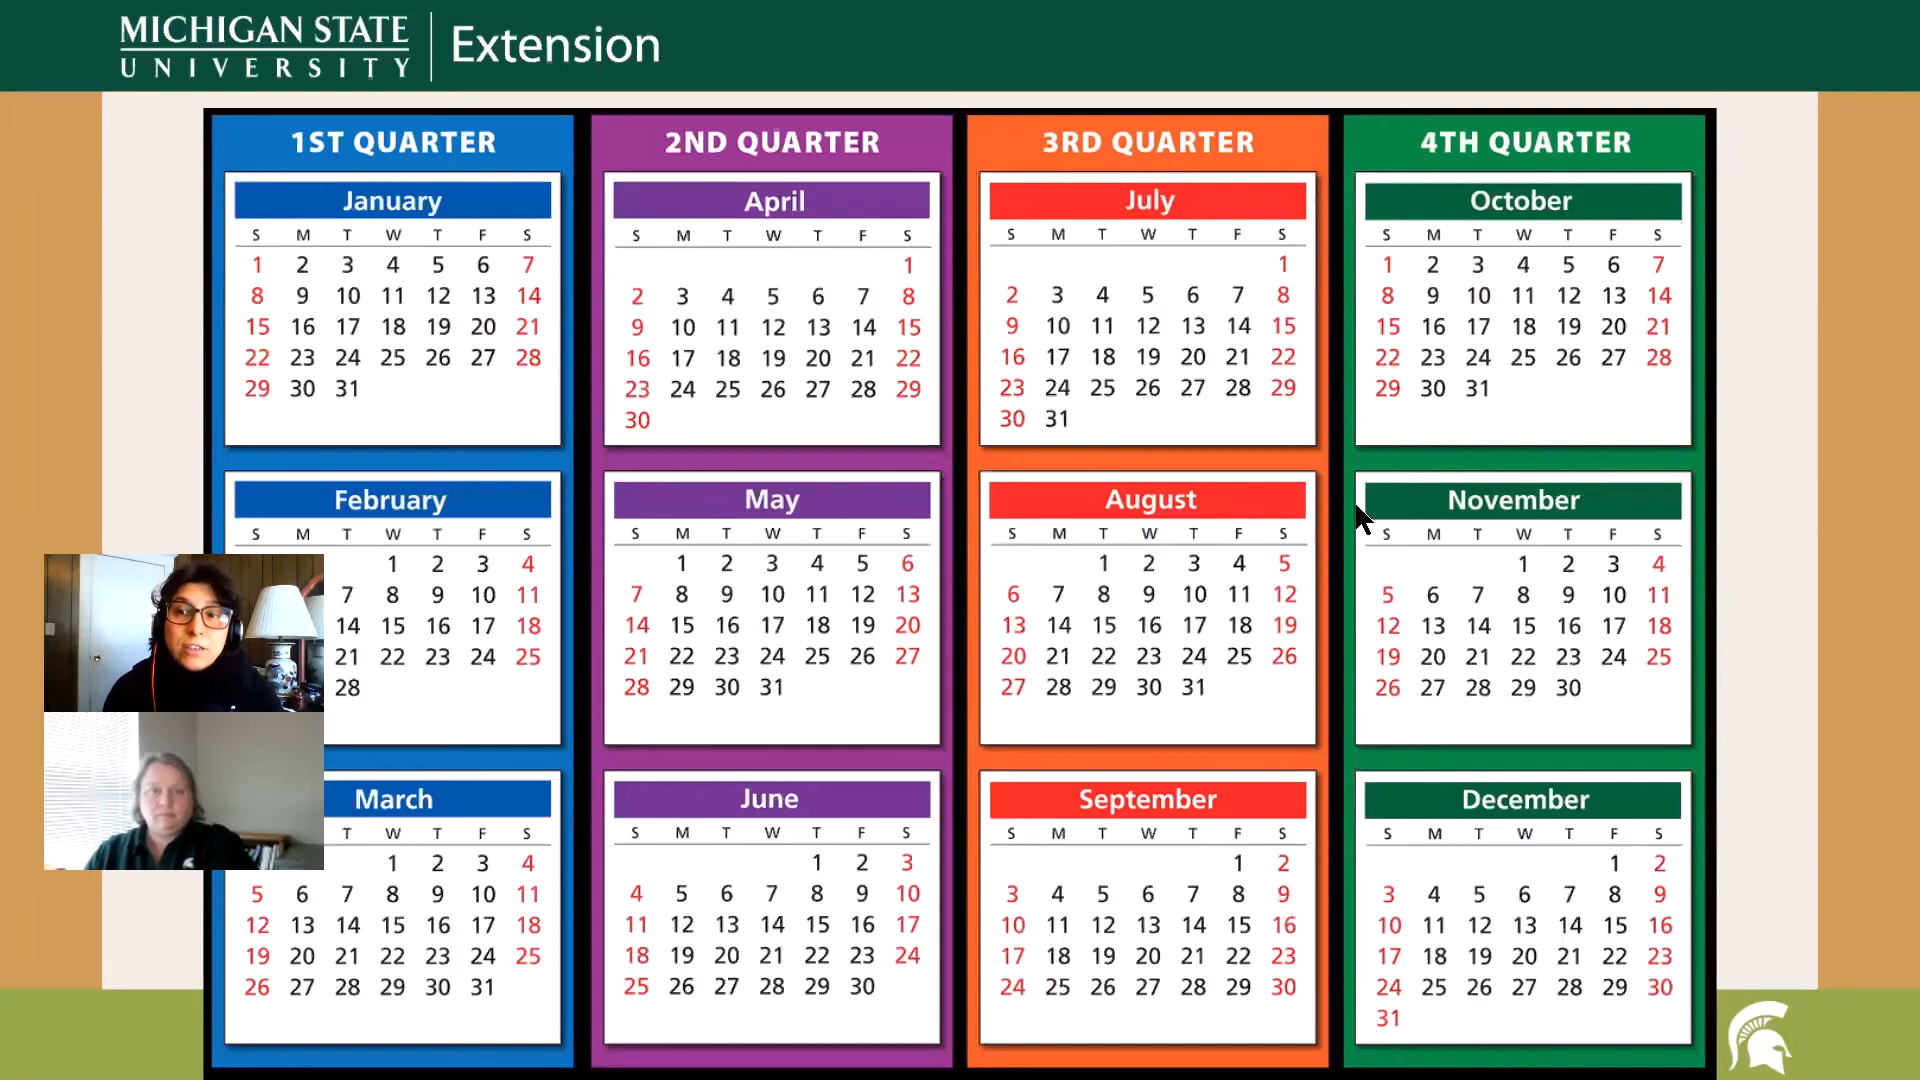 MICHIGAN STATE
UNIVERSITY
Extension
1ST QUARTER
January
S M T W T F S
1 2 3 4 5 6 7
8 9 10 11 12 13 14
15 16 17 18 19 20 21
22 23 24 25 26 27 28
29 30 31
February
S M T W T F S
1 2 3 4
7 8 9 10 11
14 15 16 17 18
21 22 23 24 25
28
March
T W T F S
1 2 3 4
5 6 7 8 9 10 11
12 13 14 15 16 17 18
19 20 21 22 23 24 25
26 27 28 29 30 31
2ND QUARTER
April
S M T W T F S
1
2 3 4 5 6 7 8
9 10 11 12 13 14 15
16 17 18 19 20 21 22
23 24 25 26 27 28 29
30
May
S M T W T F S
1 2 3 4 5 6
7 8 9 10 11 12 13
14 15 16 17 18 19 20
21 22 23 24 25 26 27
28 29 30 31
June
S M T W T F S
1 2 3
4 5 6 7 8 9 10
11 12 13 14 15 16 17
18 19 20 21 22 23 24
25 26 27 28 29 30
3RD QUARTER
July
S M T W T F S
1
2 3 4 5 6 7 8
9 10 11 12 13 14 15
16 17 18 19 20 21 22
23 24 25 26 27 28 29
30 31
August
S M T W T F S
1 2 3 4 5
6 7 8 9 10 11 12
13 14 15 16 17 18 19
20 21 22 23 24 25 26
27 28 29 30 31
September
S M T W T F S
1 2
3 4 5 6 7 8 9
10 11 12 13 14 15 16
17 18 19 20 21 22 23
24 25 26 27 28 29 30
4TH QUARTER
October
S M T W T F S
1 2 3 4 5 6 7
8 9 10 11 12 13 14
15 16 17 18 19 20 21
22 23 24 25 26 27 28
29 30 31
November
S M T W T F S
1 2 3 4
5 6 7 8 9 10 11
12 13 14 15 16 17 18
19 20 21 22 23 24 25
26 27 28 29 30
December
S M T W T F S
1 2
3 4 5 6 7 8 9
10 11 12 13 14 15 16
17 18 19 20 21 22 23
24 25 26 27 28 29 30
31